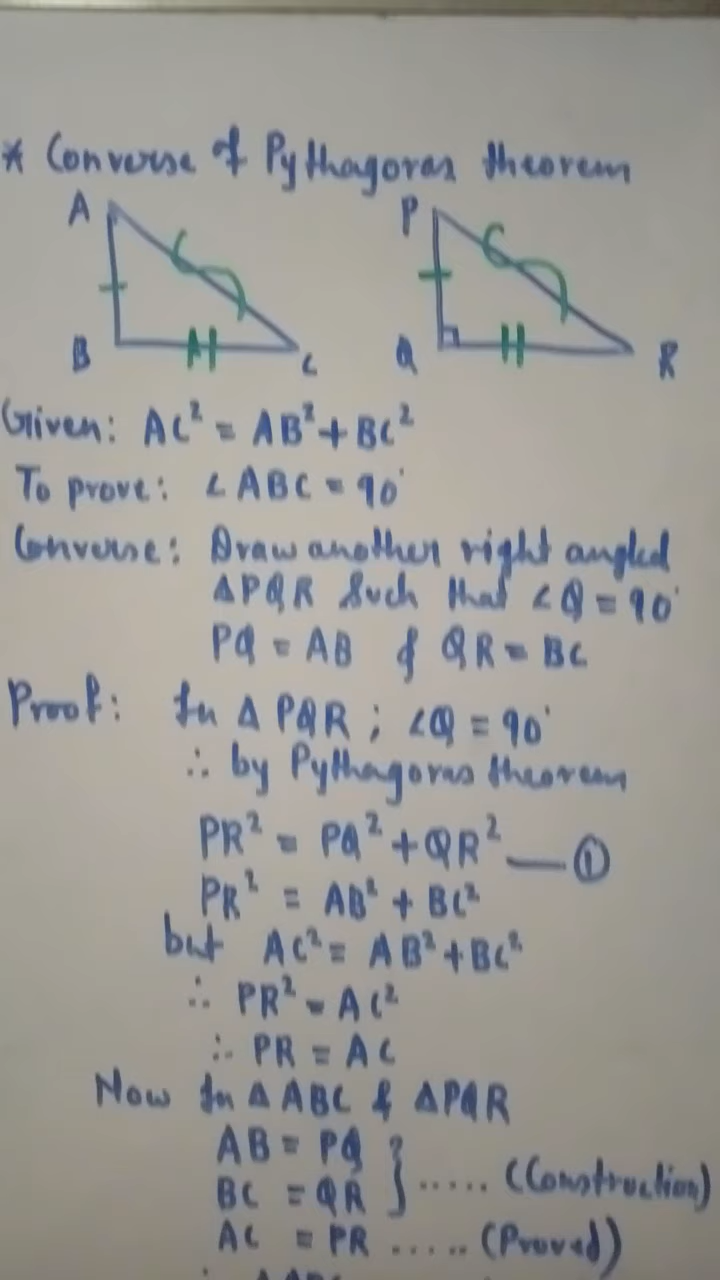 * Converse of Pythagoras theorem
A P
B C Q R
Given: AC² = AB² + BC²
To prove: ∠ABC = 90°
Converse: Draw another right angled
ΔPQR Such that ∠Q = 90°
PQ = AB & QR = BC
Proof: In Δ PQR ; ∠Q = 90°
∴ by Pythagoras theorem
PR² = PQ² + QR² — ①
PR² = AB² + BC²
but AC² = AB² + BC²
∴ PR² = AC²
∴ PR = AC
Now In Δ ABC & ΔPQR
AB = PQ
BC = QR } ..... (Construction)
AC = PR ..... (Proved)